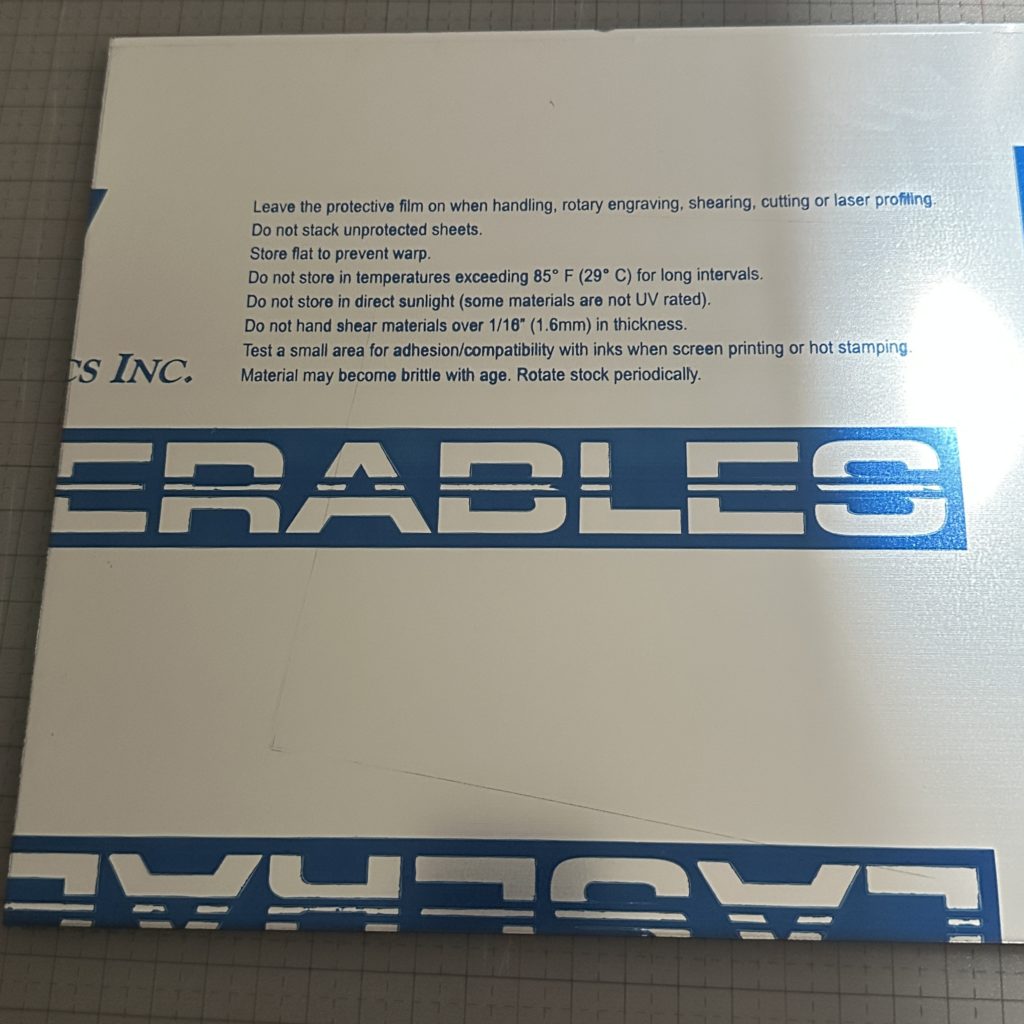 Leave the protective film on when handling, rotary engraving, shearing, cutting or laser profiling.
Do not stack unprotected sheets.
Store flat to prevent warp.
Do not store in temperatures exceeding 85° F (29° C) for long intervals.
Do not store in direct sunlight (some materials are not UV rated).
Do not hand shear materials over 1/16" (1.6mm) in thickness.
Test a small area for adhesion/compatibility with inks when screen printing or hot stamping.
Material may become brittle with age. Rotate stock periodically.
CS INC.
ERABLES
LASERA